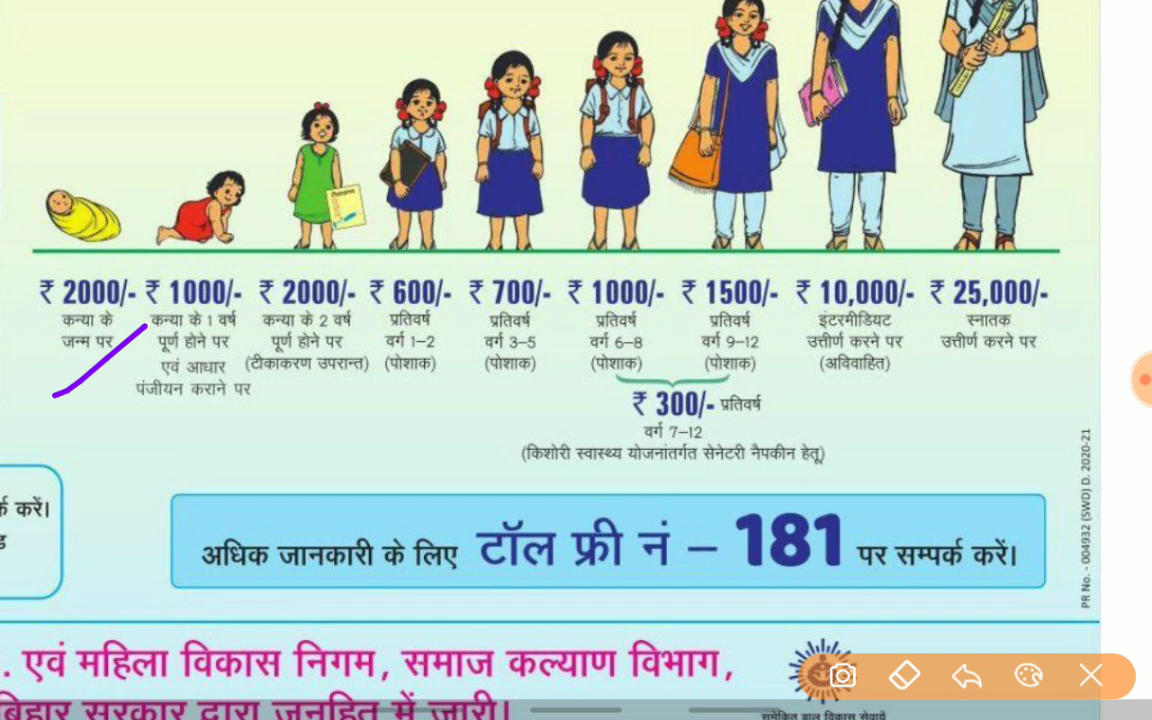 ₹ 2000/- ₹ 1000/- ₹ 2000/- ₹ 600/- ₹ 700/- ₹ 1000/- ₹ 1500/- ₹ 10,000/- ₹ 25,000/-
कन्या के
जन्म पर
कन्या के 1 वर्ष
पूर्ण होने पर
एवं आधार
पंजीयन कराने पर
कन्या के 2 वर्ष
पूर्ण होने पर
(टीकाकरण उपरान्त)
प्रतिवर्ष
वर्ग 1–2
(पोशाक)
प्रतिवर्ष
वर्ग 3–5
(पोशाक)
प्रतिवर्ष
वर्ग 6–8
(पोशाक)
प्रतिवर्ष
वर्ग 9–12
(पोशाक)
इंटरमीडियट
उत्तीर्ण करने पर
(अविवाहित)
स्नातक
उत्तीर्ण करने पर
₹ 300/- प्रतिवर्ष
वर्ग 7–12
(किशोरी स्वास्थ्य योजनांतर्गत सेनेटरी नैपकीन हेतू)
करें।
अधिक जानकारी के लिए टॉल फ्री नं – 181 पर सम्पर्क करें।
PR No. - 004932 (SWD) D. 2020-21
. एवं महिला विकास निगम, समाज कल्याण विभाग,
बिहार सरकार द्वारा जनहित में जारी।
समेकित बाल विकास सेवायें